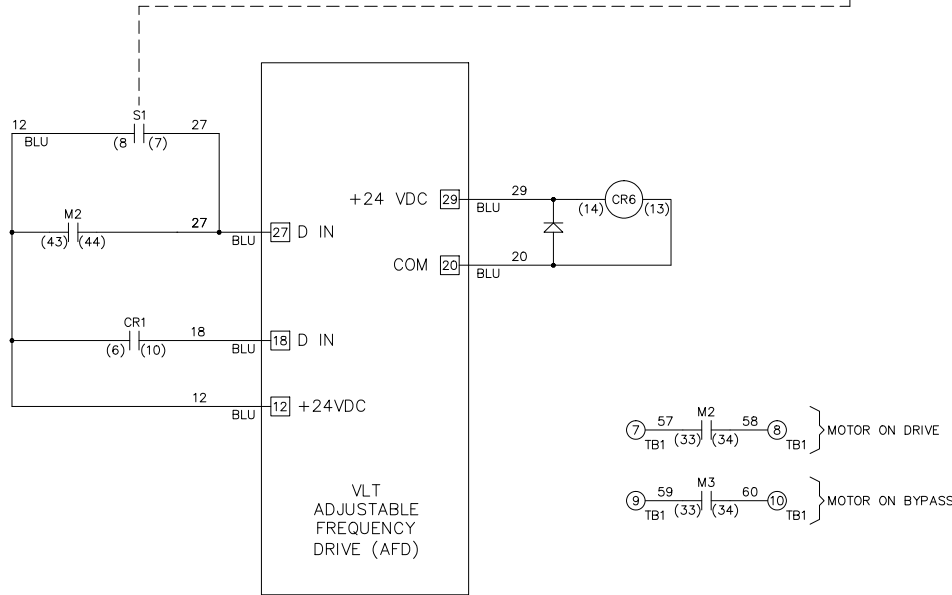 S1
12
27
BLU
(8
(7)
M2
27
(43)
(44)
BLU
27
D IN
CR1
18
(6)
(10)
BLU
18
D IN
12
BLU
12
+24VDC
+24 VDC
29
29
BLU
(14)
CR6
(13)
COM
20
20
BLU
VLT
ADJUSTABLE
FREQUENCY
DRIVE (AFD)
M2
7
57
58
8
TB1
(33)
(34)
TB1
MOTOR ON DRIVE
M3
9
59
60
10
TB1
(33)
(34)
TB1
MOTOR ON BYPASS